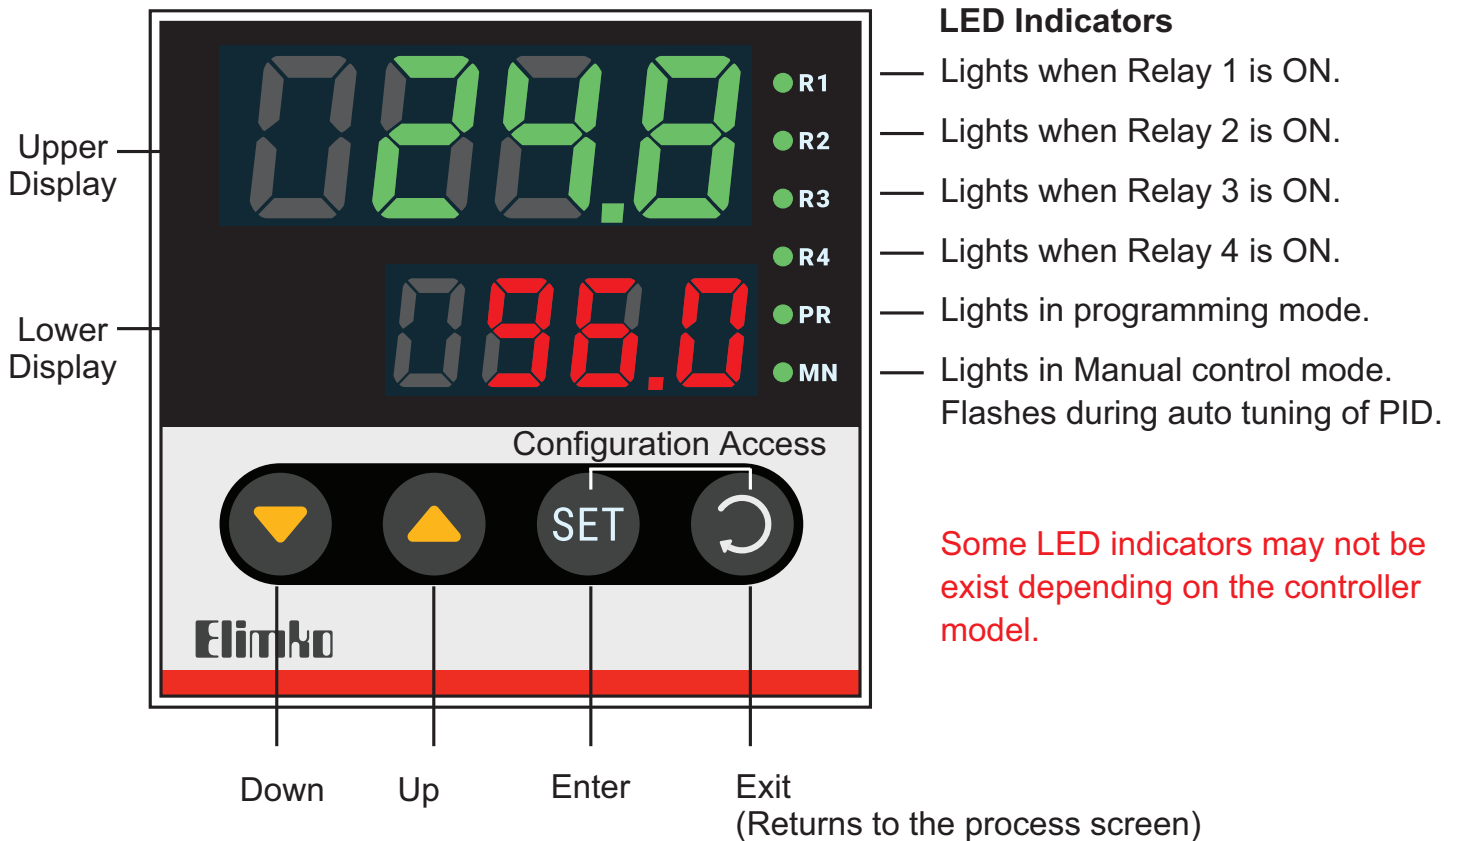 LED Indicators
24.8
R1
Lights when Relay 1 is ON.
R2
Lights when Relay 2 is ON.
Upper
Display
R3
Lights when Relay 3 is ON.
R4
Lights when Relay 4 is ON.
96.0
PR
Lights in programming mode.
Lower
Display
MN
Lights in Manual control mode.
Flashes during auto tuning of PID.
Configuration Access
SET
Some LED indicators may not be
exist depending on the controller
model.
Elimko
Down
Up
Enter
Exit
(Returns to the process screen)